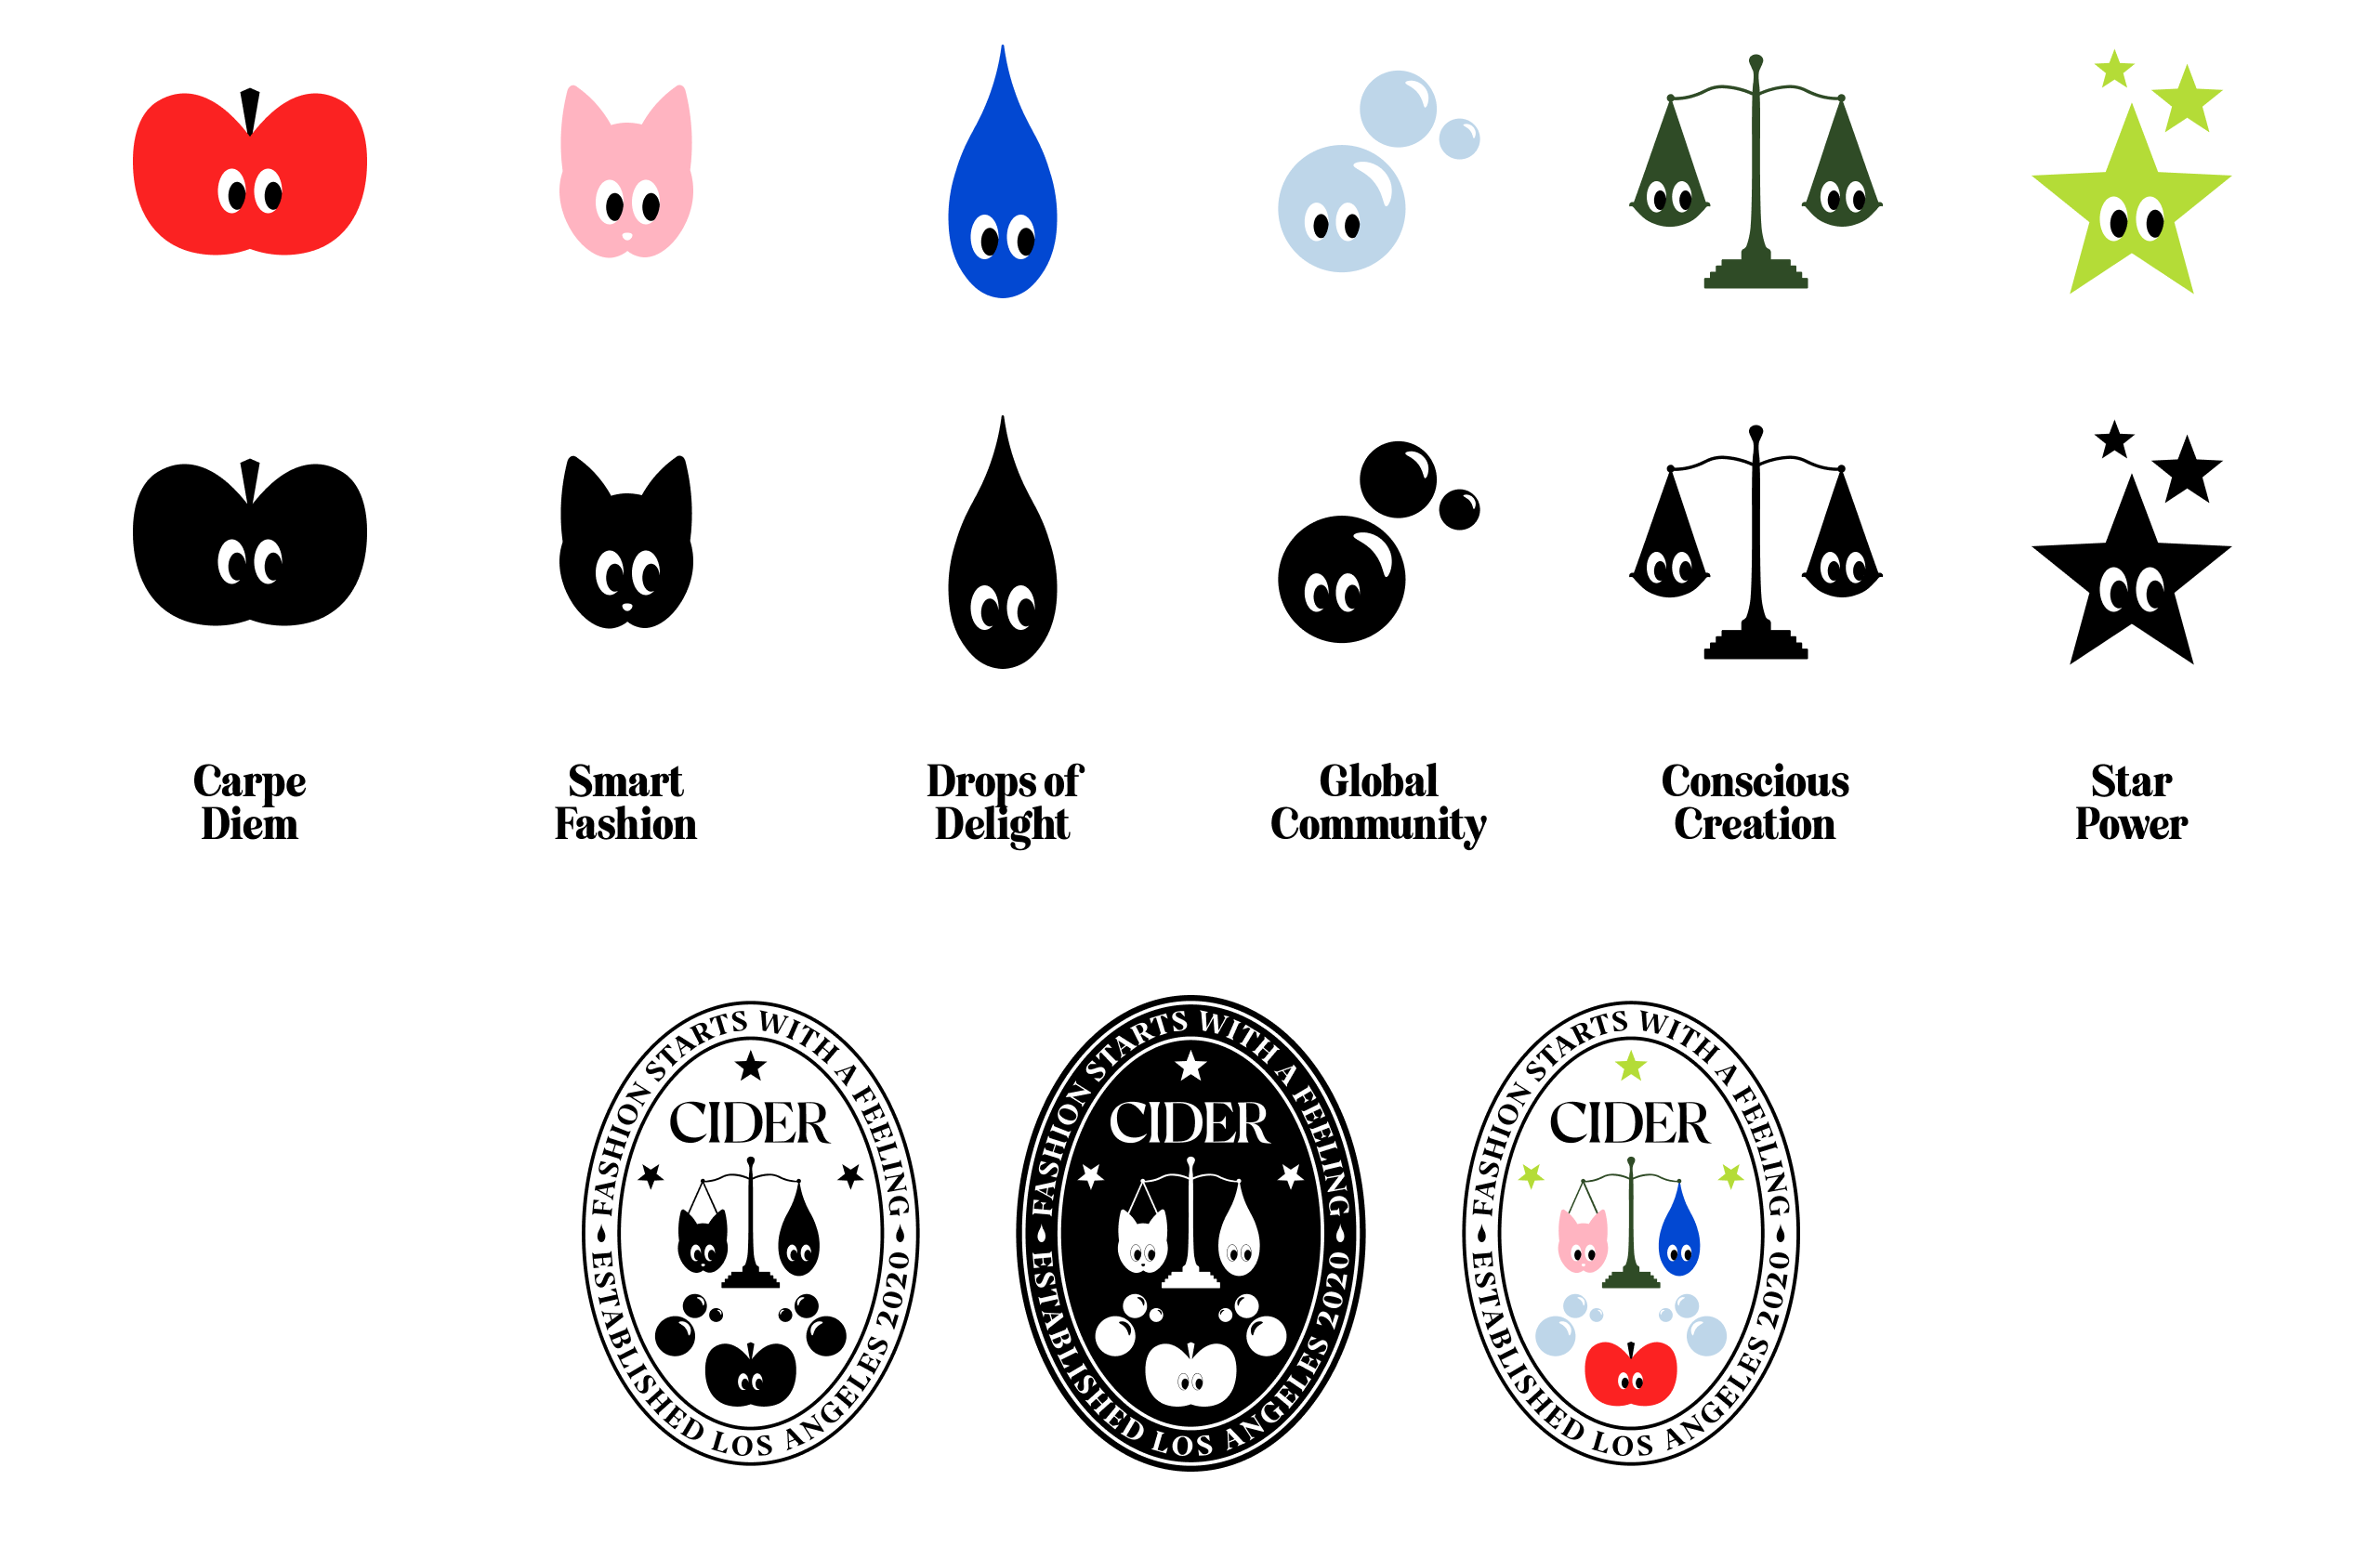 Carpe
Diem
Smart
Fashion
Drops of
Delight
Global
Community
Conscious
Creation
Star
Power
FASHION STARTS WITH A FEELING
CIDER
ESTABLISHED LOS ANGELES 2020
FASHION STARTS WITH A FEELING
CIDER
ESTABLISHED LOS ANGELES 2020
FASHION STARTS WITH A FEELING
CIDER
ESTABLISHED LOS ANGELES 2020